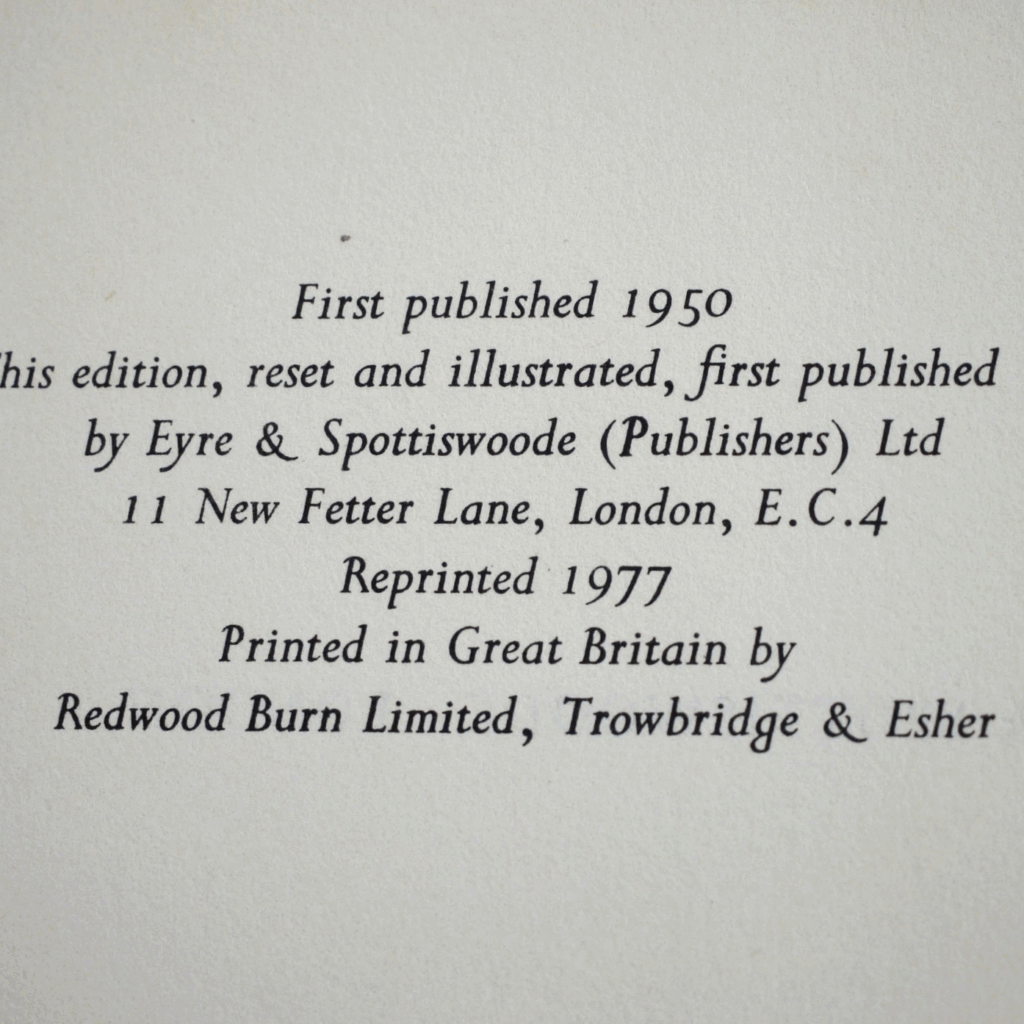 First published 1950
This edition, reset and illustrated, first published
by Eyre & Spottiswoode (Publishers) Ltd
11 New Fetter Lane, London, E.C.4
Reprinted 1977
Printed in Great Britain by
Redwood Burn Limited, Trowbridge & Esher